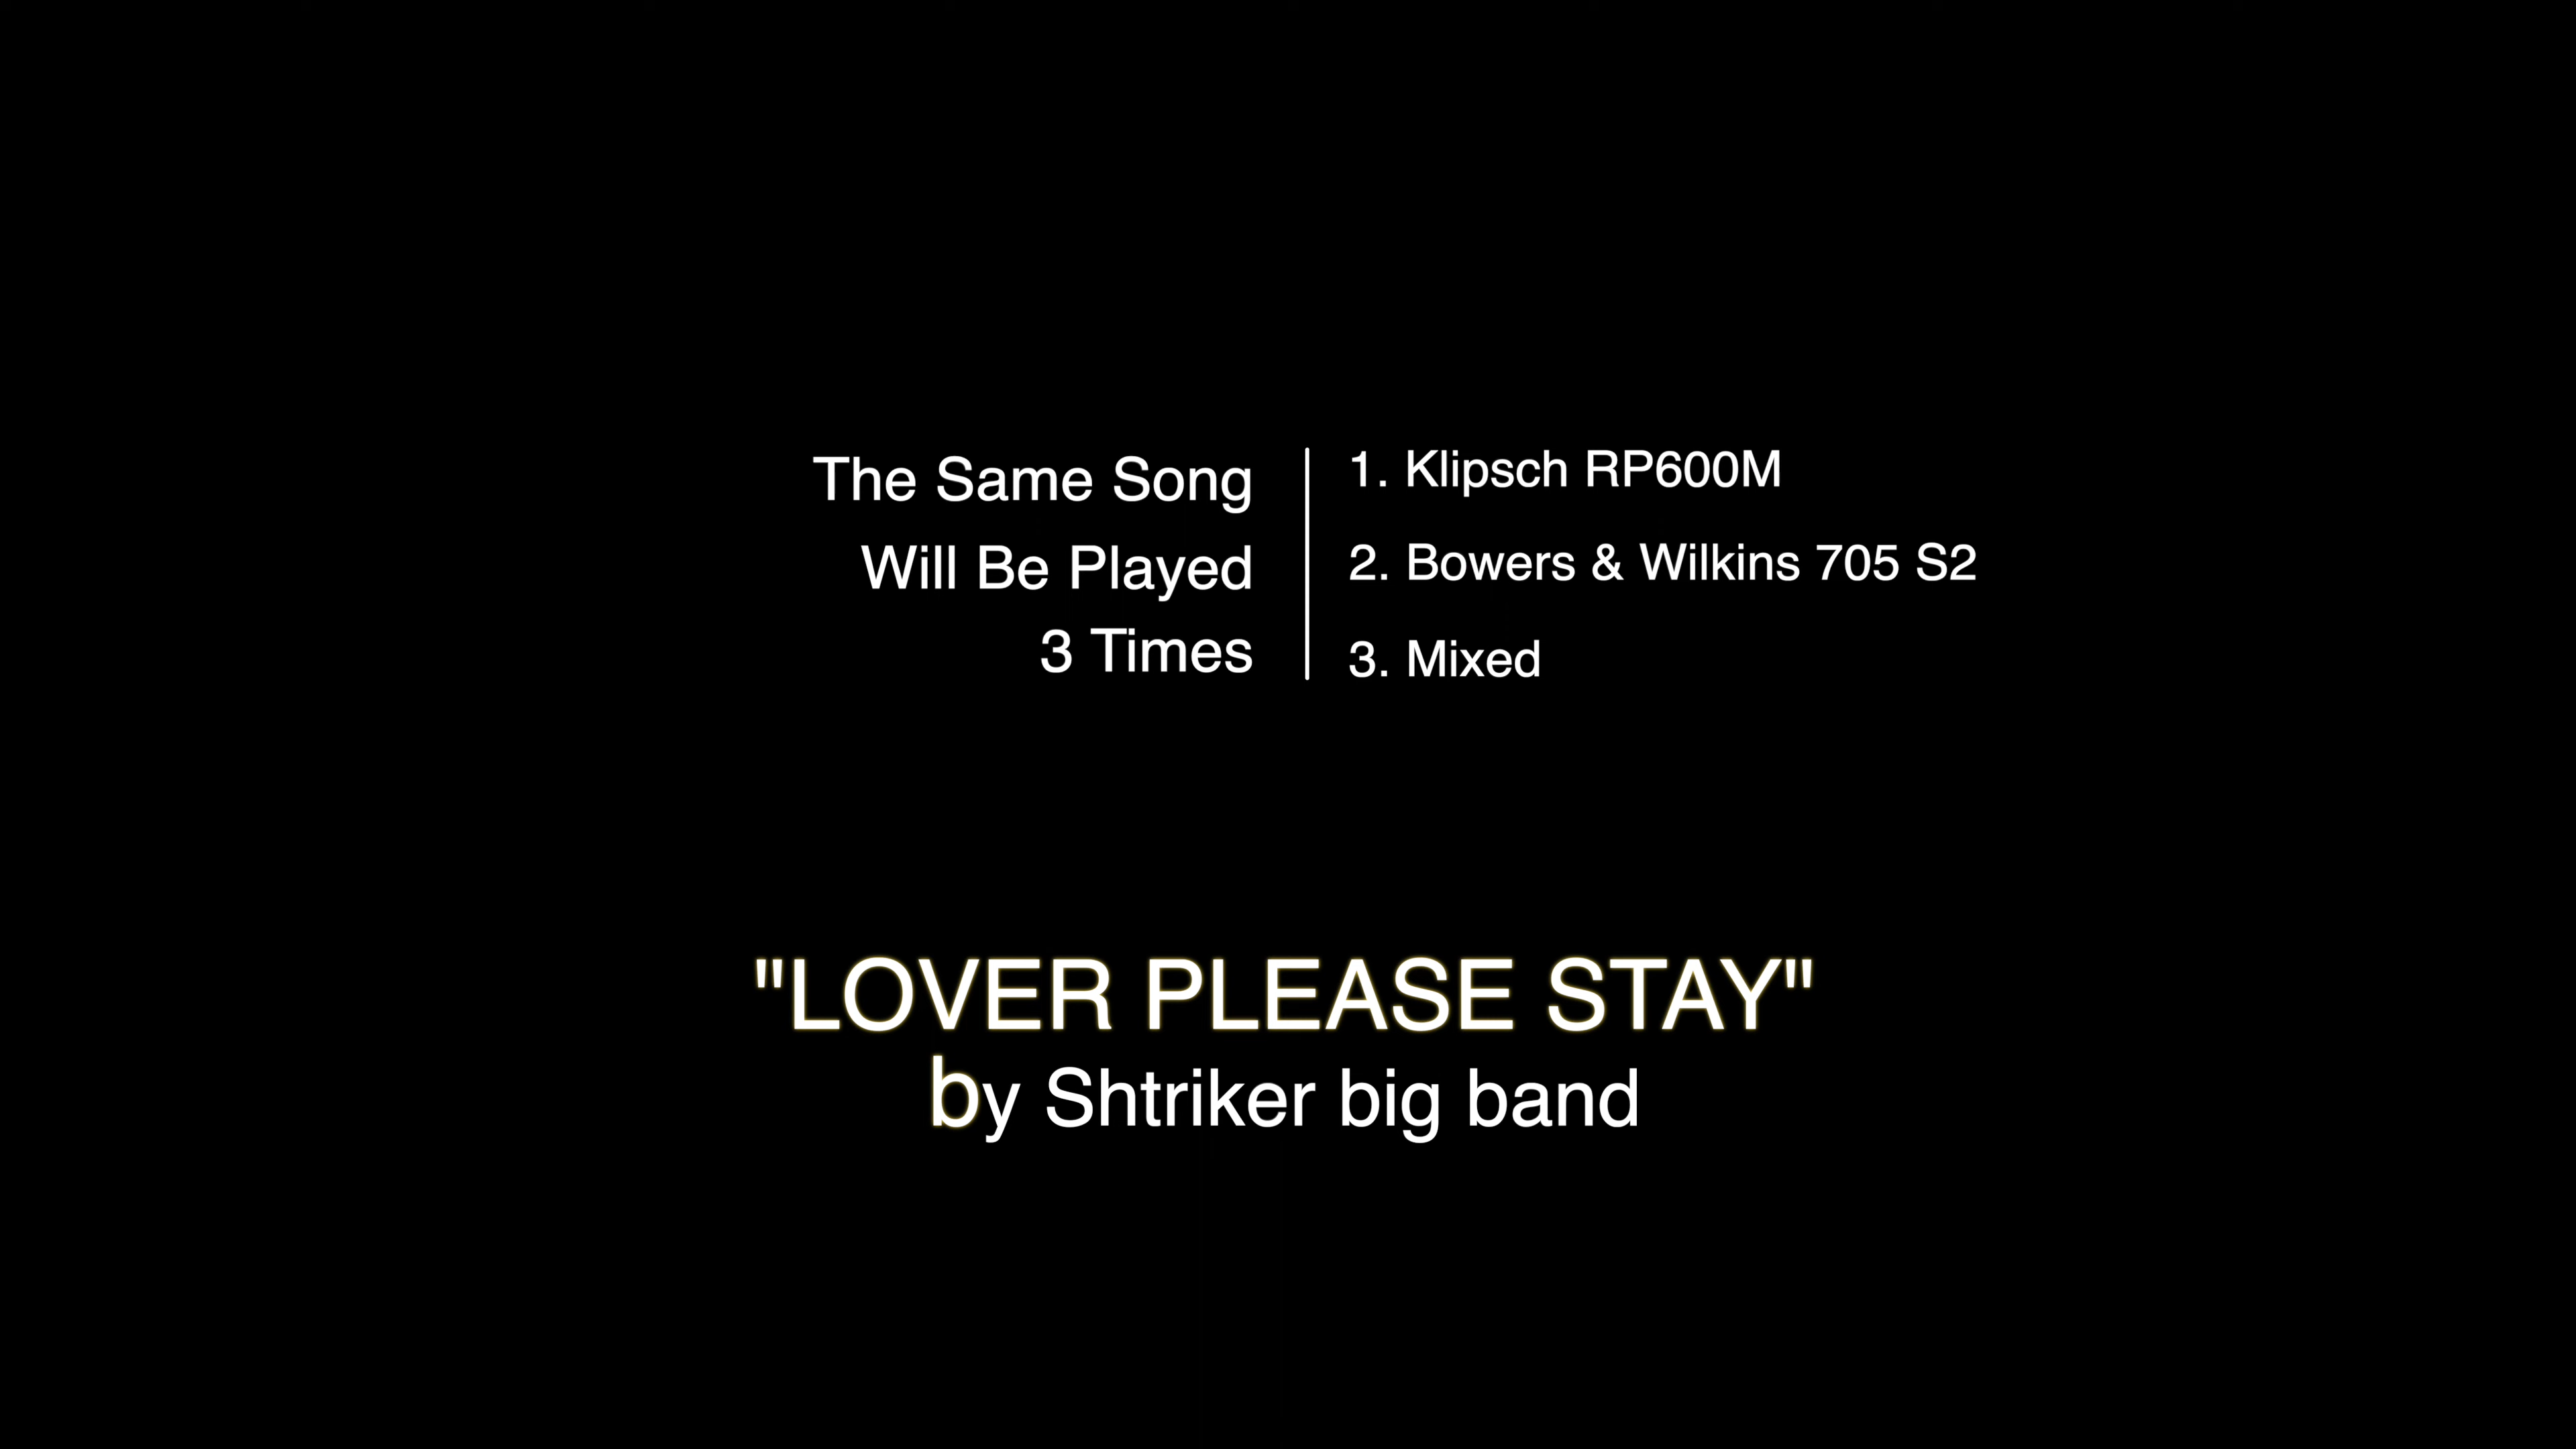 The Same Song
Will Be Played
3 Times
1. Klipsch RP600M
2. Bowers & Wilkins 705 S2
3. Mixed
"LOVER PLEASE STAY"
by Shtriker big band